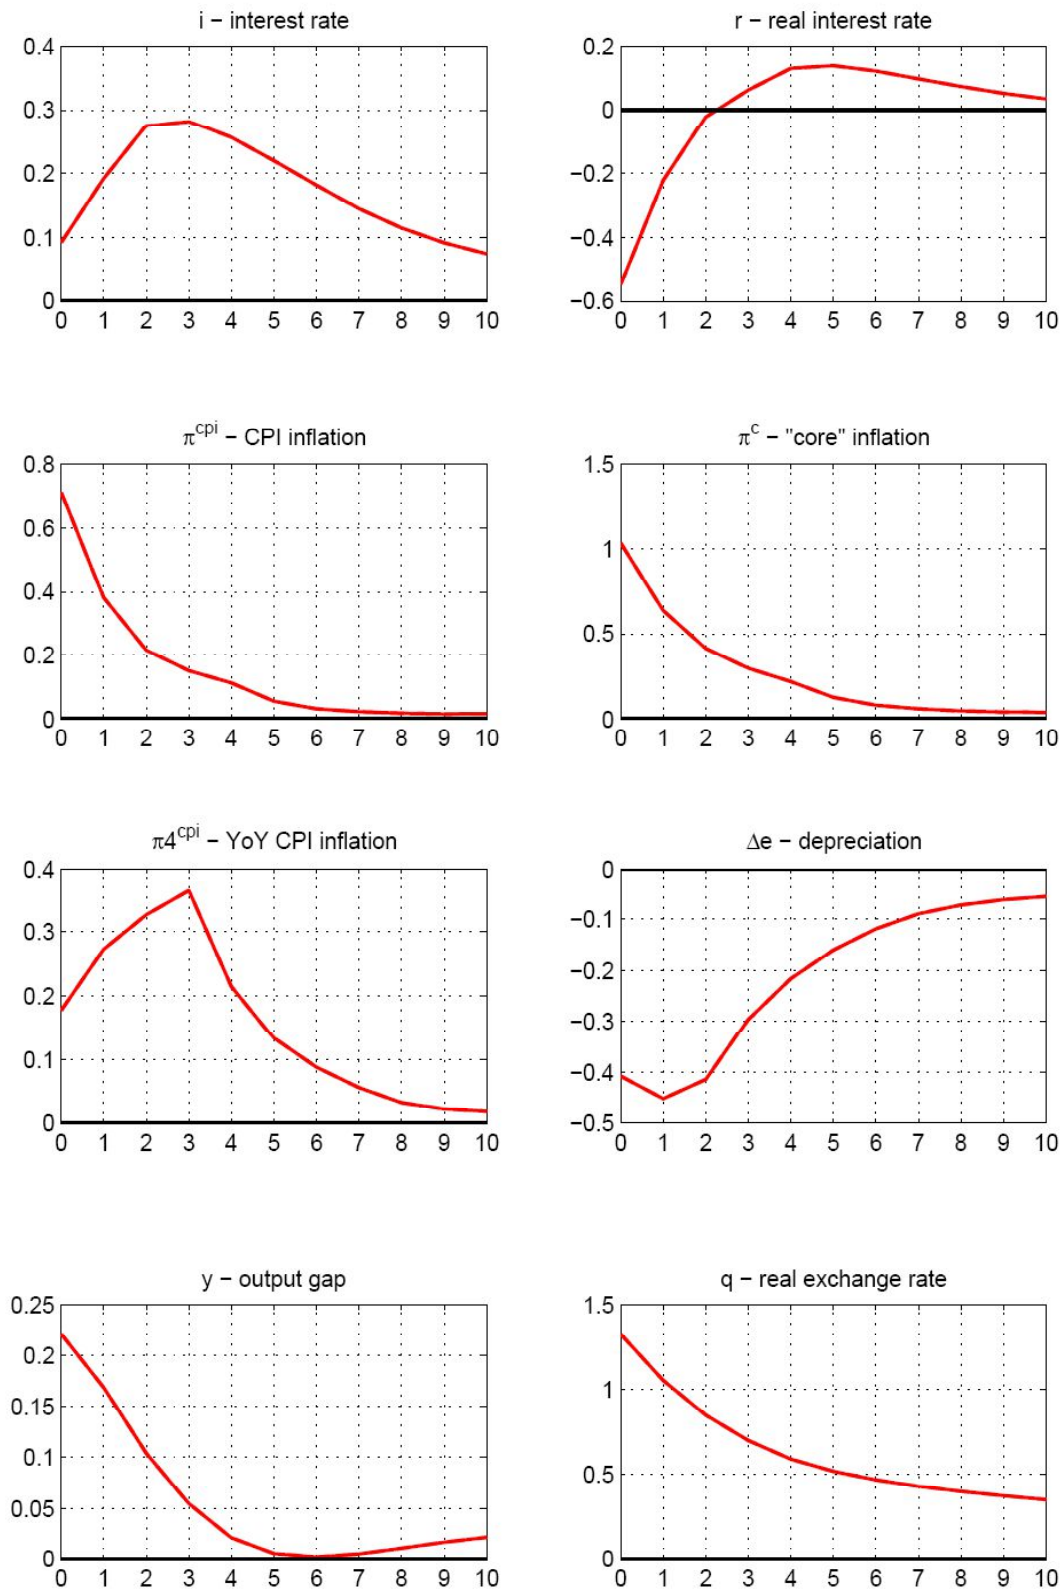 i − interest rate
0.4
0.3
0.2
0.1
0
0 1 2 3 4 5 6 7 8 9 10
r − real interest rate
0.2
0
−0.2
−0.4
−0.6
0 1 2 3 4 5 6 7 8 9 10
π^cpi − CPI inflation
0.8
0.6
0.4
0.2
0
0 1 2 3 4 5 6 7 8 9 10
π^c − "core" inflation
1.5
1
0.5
0
0 1 2 3 4 5 6 7 8 9 10
π4^cpi − YoY CPI inflation
0.4
0.3
0.2
0.1
0
0 1 2 3 4 5 6 7 8 9 10
Δe − depreciation
0
−0.1
−0.2
−0.3
−0.4
−0.5
0 1 2 3 4 5 6 7 8 9 10
y − output gap
0.25
0.2
0.15
0.1
0.05
0
0 1 2 3 4 5 6 7 8 9 10
q − real exchange rate
1.5
1
0.5
0
0 1 2 3 4 5 6 7 8 9 10